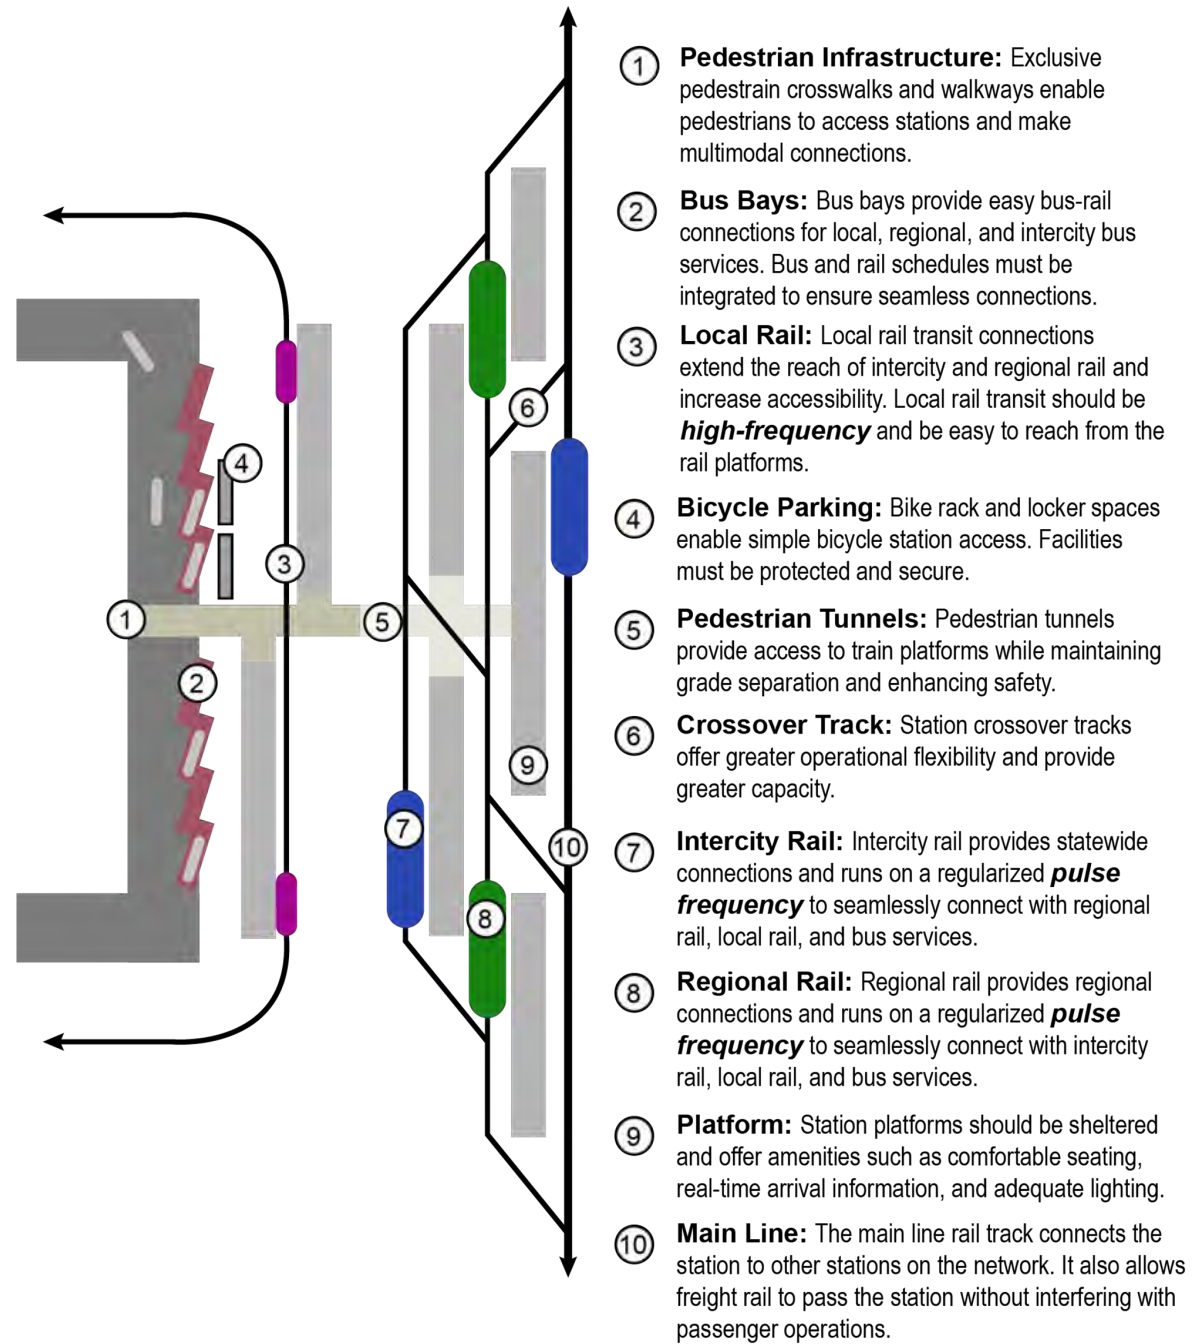 1 Pedestrian Infrastructure: Exclusive
pedestrain crosswalks and walkways enable
pedestrians to access stations and make
multimodal connections.
2 Bus Bays: Bus bays provide easy bus-rail
connections for local, regional, and intercity bus
services. Bus and rail schedules must be
integrated to ensure seamless connections.
3 Local Rail: Local rail transit connections
extend the reach of intercity and regional rail and
increase accessibility. Local rail transit should be
high-frequency and be easy to reach from the
rail platforms.
4 Bicycle Parking: Bike rack and locker spaces
enable simple bicycle station access. Facilities
must be protected and secure.
5 Pedestrian Tunnels: Pedestrian tunnels
provide access to train platforms while maintaining
grade separation and enhancing safety.
6 Crossover Track: Station crossover tracks
offer greater operational flexibility and provide
greater capacity.
7 Intercity Rail: Intercity rail provides statewide
connections and runs on a regularized pulse
frequency to seamlessly connect with regional
rail, local rail, and bus services.
8 Regional Rail: Regional rail provides regional
connections and runs on a regularized pulse
frequency to seamlessly connect with intercity
rail, local rail, and bus services.
9 Platform: Station platforms should be sheltered
and offer amenities such as comfortable seating,
real-time arrival information, and adequate lighting.
10 Main Line: The main line rail track connects the
station to other stations on the network. It also allows
freight rail to pass the station without interfering with
passenger operations.
6
4
3
1
5
2
9
7
10
8